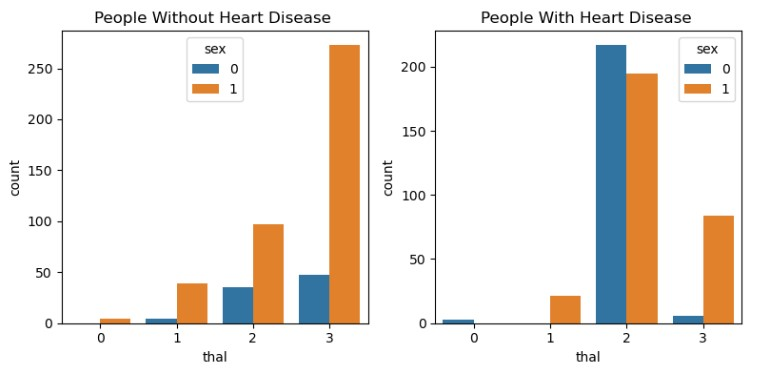 People Without Heart Disease
sex
0
1
250
200
150
100
50
0
count
0 1 2 3
thal
People With Heart Disease
sex
0
1
200
150
100
50
0
count
0 1 2 3
thal